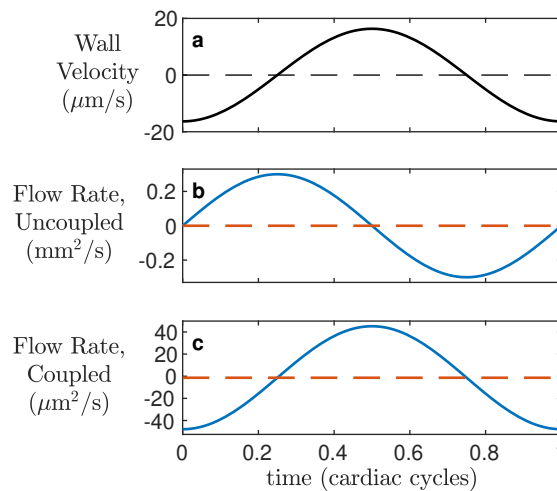 Wall
Velocity
(μm/s)
20
0
-20
a
Flow Rate,
Uncoupled
(mm²/s)
0.2
0
-0.2
b
Flow Rate,
Coupled
(μm²/s)
40
20
0
-20
-40
c
0 0.2 0.4 0.6 0.8
time (cardiac cycles)